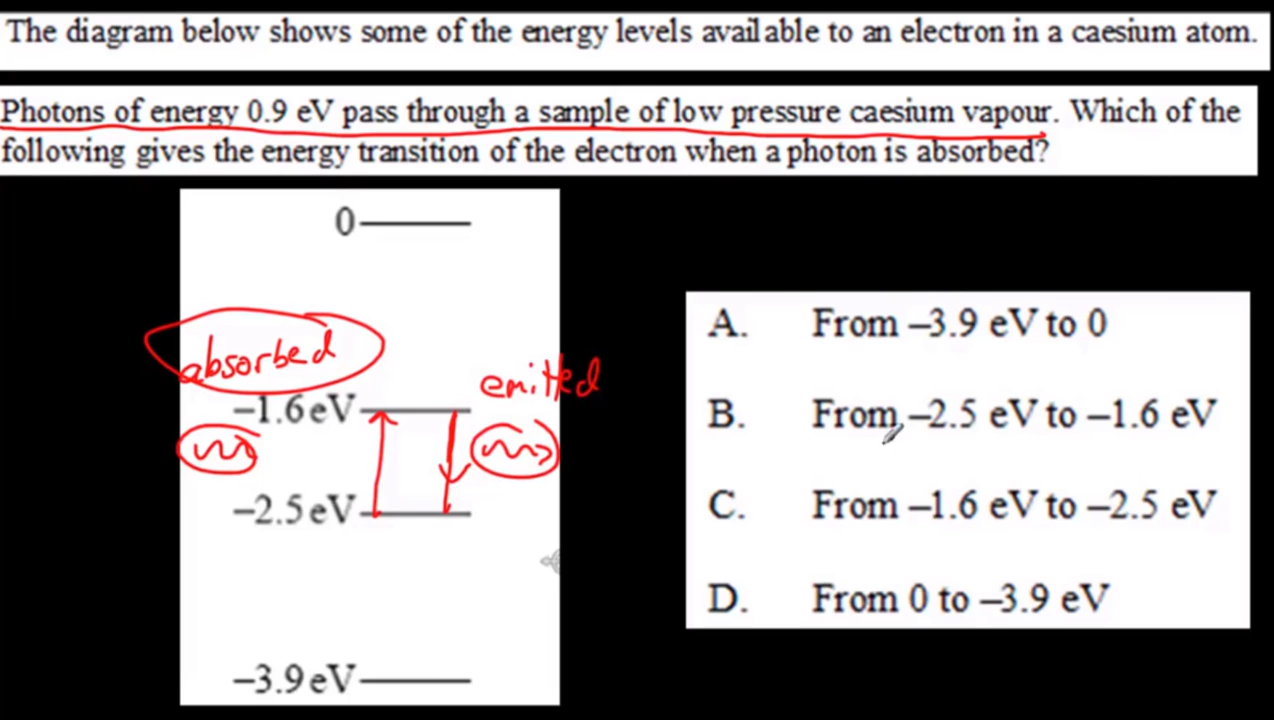 The diagram below shows some of the energy levels available to an electron in a caesium atom.
Photons of energy 0.9 eV pass through a sample of low pressure caesium vapour. Which of the
following gives the energy transition of the electron when a photon is absorbed?
0
absorbed
emitted
–1.6 eV
–2.5 eV
–3.9 eV
A. From –3.9 eV to 0
B. From –2.5 eV to –1.6 eV
C. From –1.6 eV to –2.5 eV
D. From 0 to –3.9 eV